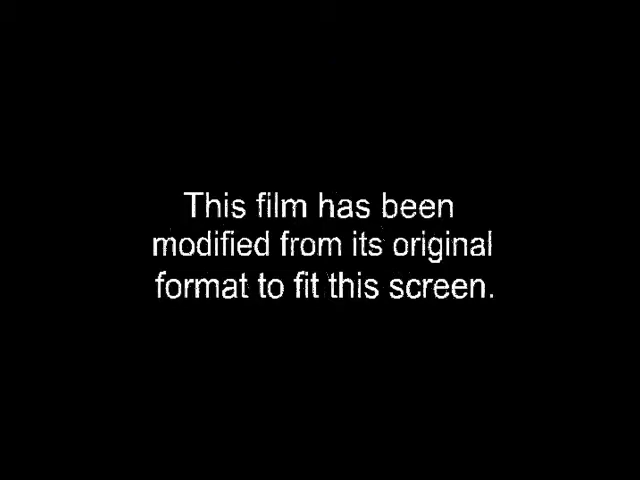 This film has been
modified from its original
format to fit this screen.